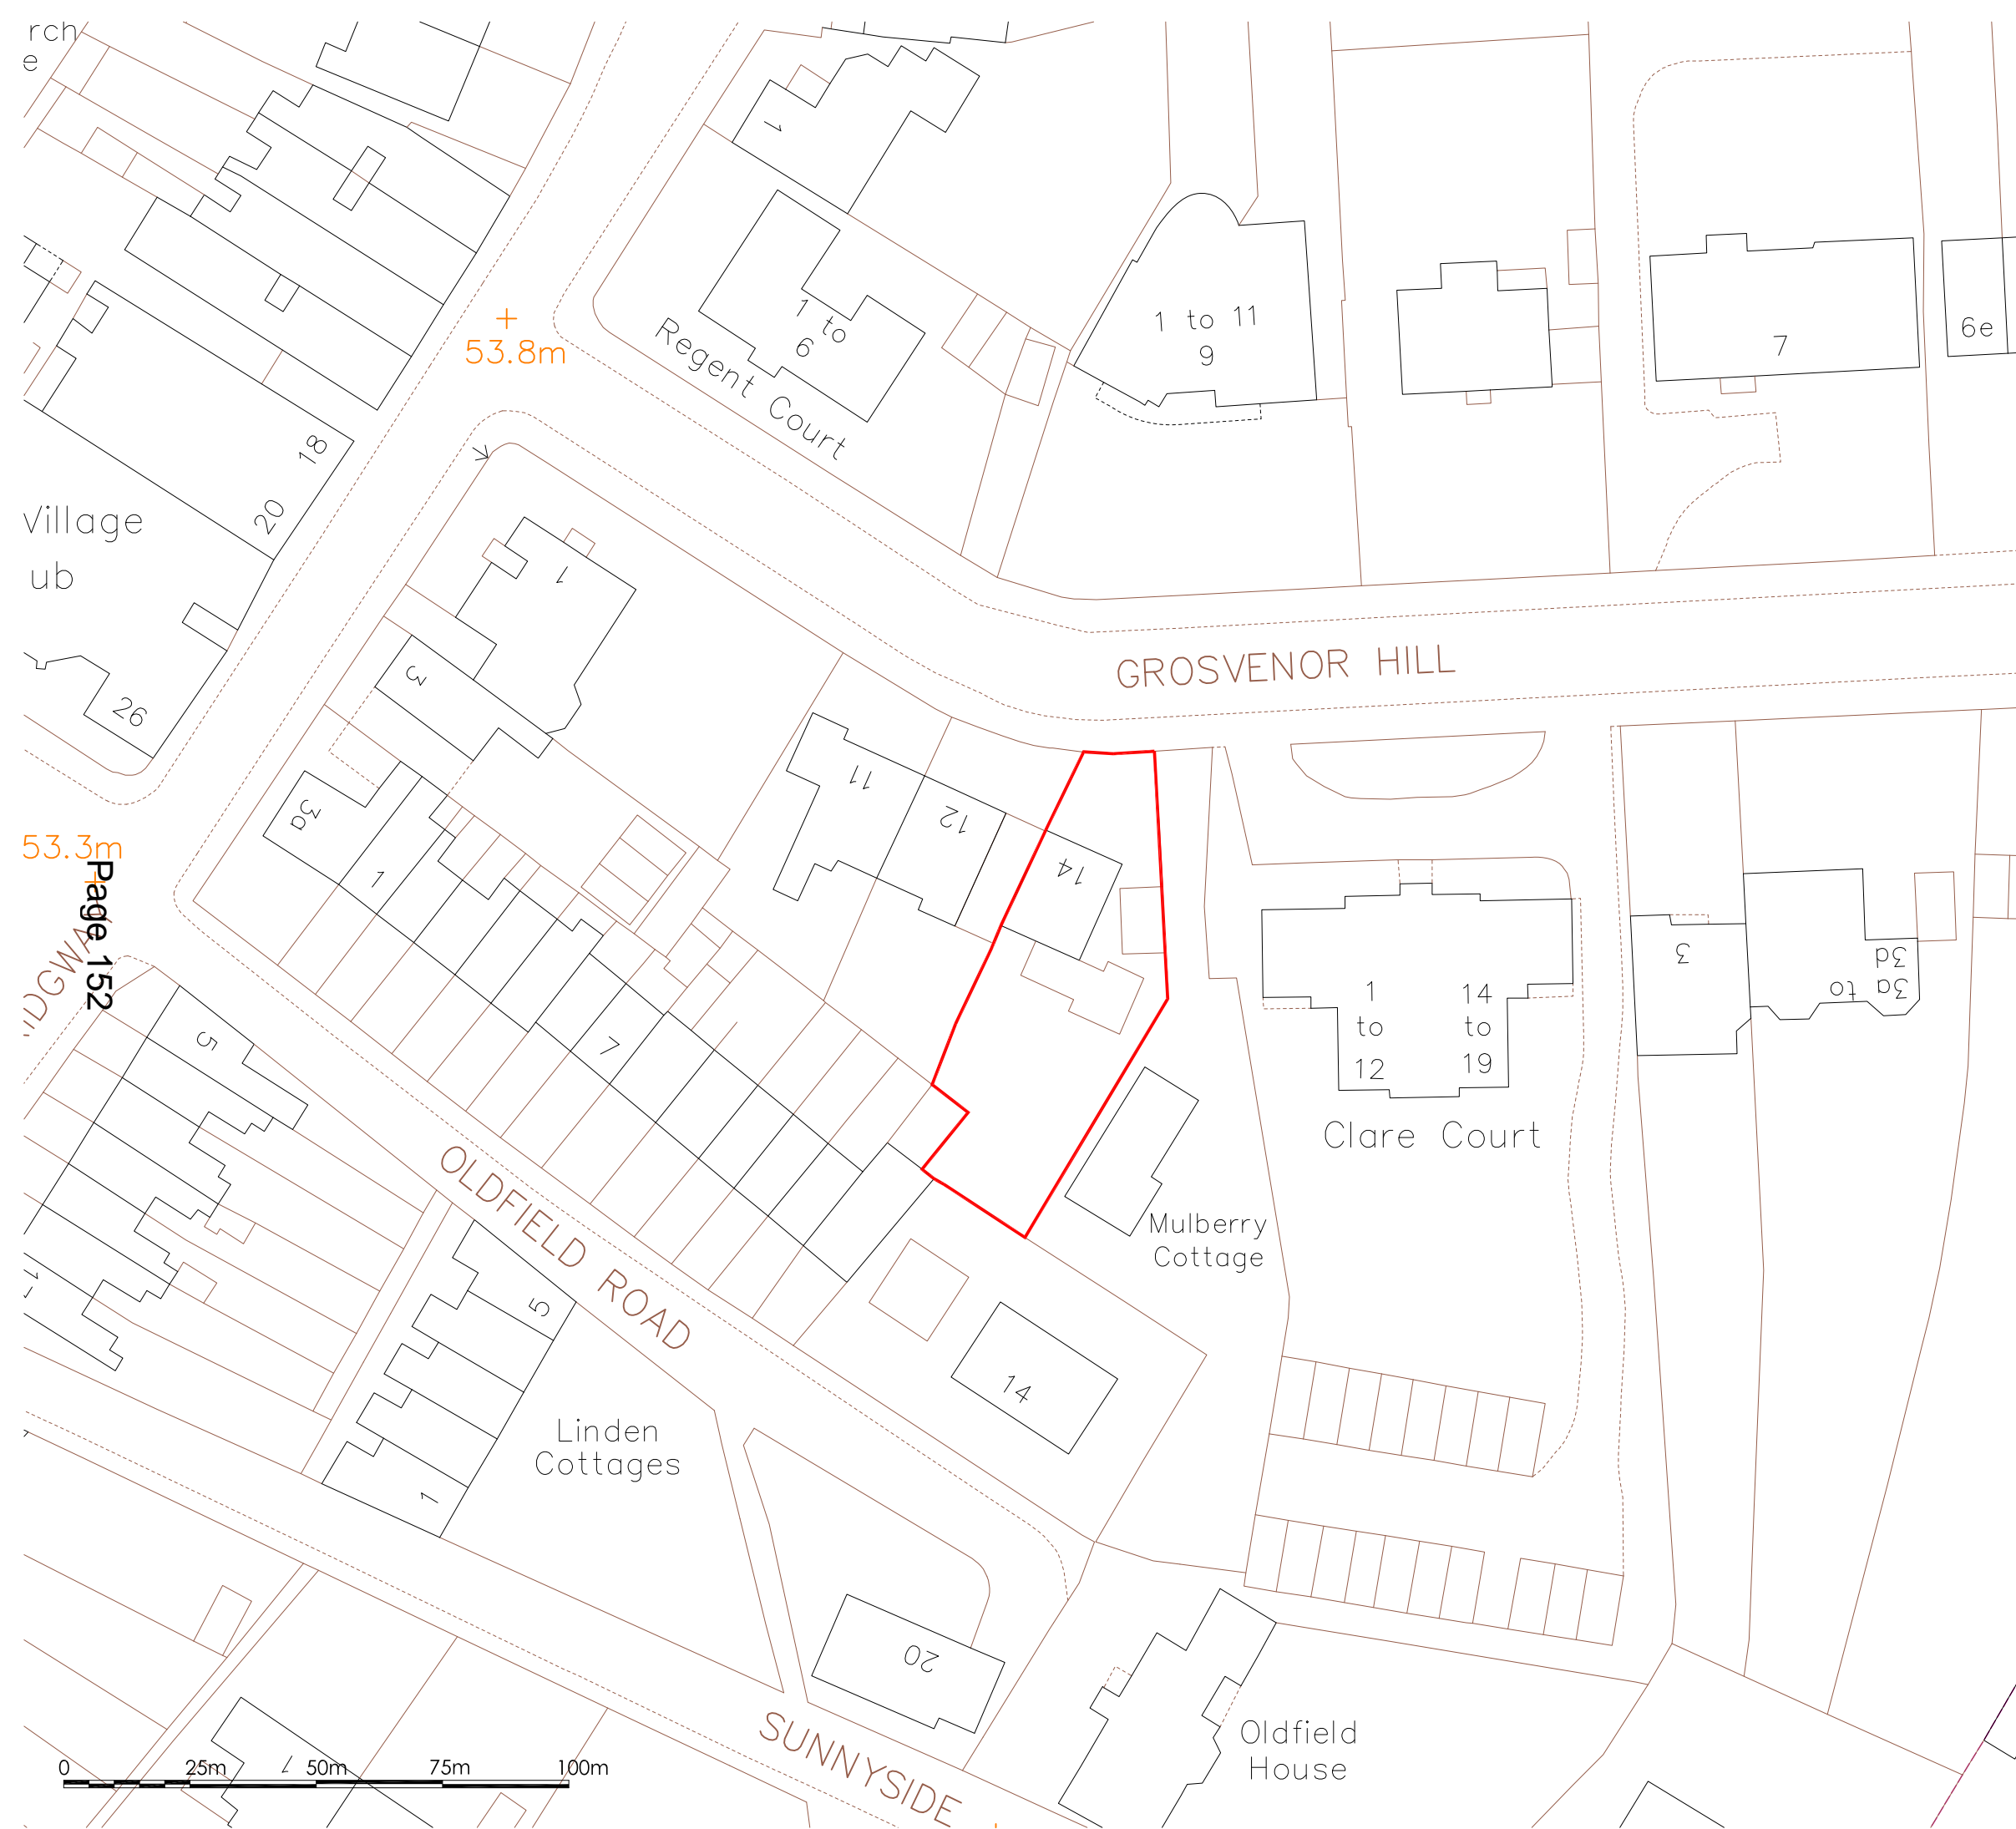 rch
e
1
1 to
6
Regent Court
53.8m
1 to 11
9
7
6e
18
20
Village
ub
26
1
3
GROSVENOR HILL
3a
1
11
12
14
53.3m
Page 152
5
7
1
to
12
14
to
19
Clare Court
3
3a
to
3d
Mulberry
Cottage
OLDFIELD ROAD
5
1
Linden
Cottages
14
20
SUNNYSIDE
Oldfield
House
0 25m 50m 75m 100m